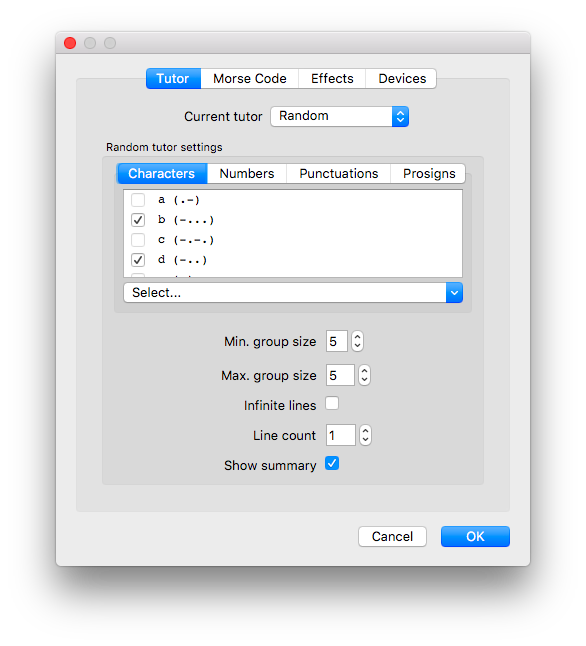 Tutor Morse Code Effects Devices
Current tutor Random
Random tutor settings
Characters Numbers Punctuations Prosigns
a (.-)
b (-...)
c (-.-.)
d (-..)
Select...
Min. group size 5
Max. group size 5
Infinite lines
Line count 1
Show summary
Cancel OK